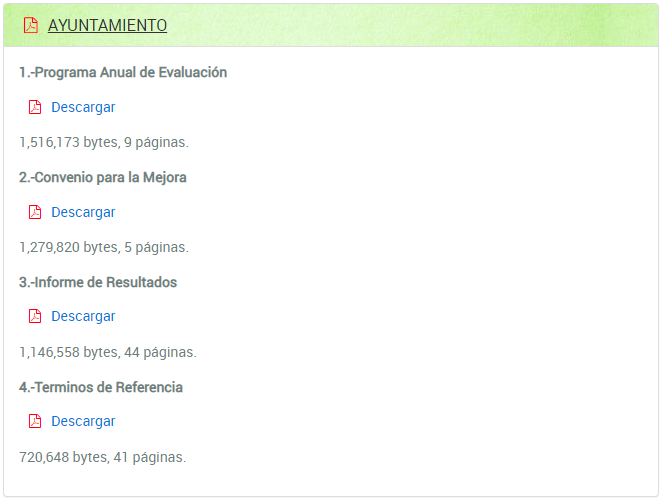 AYUNTAMIENTO
1.-Programa Anual de Evaluación
Descargar
1,516,173 bytes, 9 páginas.
2.-Convenio para la Mejora
Descargar
1,279,820 bytes, 5 páginas.
3.-Informe de Resultados
Descargar
1,146,558 bytes, 44 páginas.
4.-Terminos de Referencia
Descargar
720,648 bytes, 41 páginas.